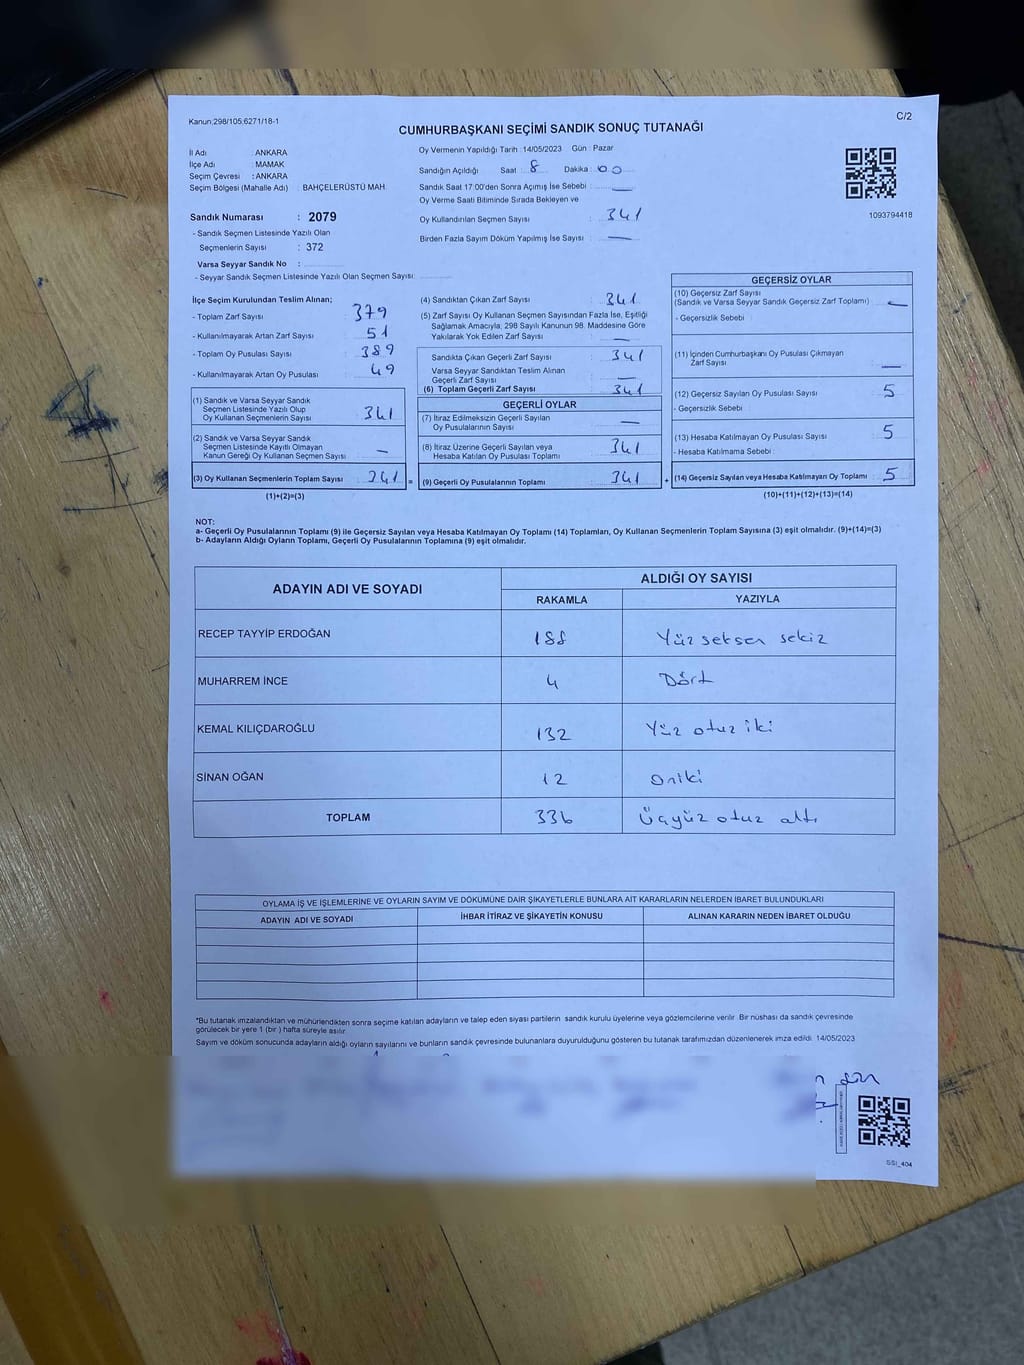 Kanun:298/105,6271/18-1
C/2
CUMHURBAŞKANI SEÇİMİ SANDIK SONUÇ TUTANAĞI
İl Adı : ANKARA
İlçe Adı : MAMAK
Seçim Çevresi : ANKARA
Seçim Bölgesi (Mahalle Adı) : BAHÇELERÜSTÜ MAH.
Sandık Numarası : 2079
- Sandık Seçmen Listesinde Yazılı Olan
Seçmenlerin Sayısı : 372
Varsa Seyyar Sandık No :
- Seyyar Sandık Seçmen Listesinde Yazılı Olan Seçmen Sayısı:
Oy Vermenin Yapıldığı Tarih :14/05/2023 Gün : Pazar
Sandığın Açıldığı Saat : 8 Dakika : 00
Sandık Saat 17:00'den Sonra Açımış İse Sebebi : —
Oy Verme Saati Bitiminde Sırada Bekleyen ve
Oy Kullandırılan Seçmen Sayısı : 341
Birden Fazla Sayım Döküm Yapılmış İse Sayısı : —
1093794418
İlçe Seçim Kurulundan Teslim Alınan;
- Toplam Zarf Sayısı : 379
- Kullanılmayarak Artan Zarf Sayısı : 51
- Toplam Oy Pusulası Sayısı : 389
- Kullanılmayarak Artan Oy Pusulası : 49
(1) Sandık ve Varsa Seyyar Sandık
Seçmen Listesinde Yazılı Olup
Oy Kullanan Seçmenlerin Sayısı : 341
(2) Sandık ve Varsa Seyyar Sandık
Seçmen Listesinde Kayıtlı Olmayan
Kanun Gereği Oy Kullanan Seçmen Sayısı : —
(3) Oy Kullanan Seçmenlerin Toplam Sayısı : 341 =
(1)+(2)=(3)
(4) Sandıktan Çıkan Zarf Sayısı : 341
(5) Zarf Sayısı Oy Kullanan Seçmen Sayısından Fazla İse, Eşitliği
Sağlamak Amacıyla, 298 Sayılı Kanunun 98. Maddesine Göre
Yakılarak Yok Edilen Zarf Sayısı : —
Sandıkta Çıkan Geçerli Zarf Sayısı : 341
Varsa Seyyar Sandıktan Teslim Alınan
Geçerli Zarf Sayısı : —
(6) Toplam Geçerli Zarf Sayısı : 341
GEÇERLİ OYLAR
(7) İtiraz Edilmeksizin Geçerli Sayılan
Oy Pusulalarının Sayısı : —
(8) İtiraz Üzerine Geçerli Sayılan veya
Hesaba Katılan Oy Pusulası Toplamı : 341
(9) Geçerli Oy Pusulalarının Toplamı : 341 +
GEÇERSİZ OYLAR
(10) Geçersiz Zarf Sayısı
(Sandık ve Varsa Seyyar Sandık Geçersiz Zarf Toplamı) : —
- Geçersizlik Sebebi :
(11) İçinden Cumhurbaşkanı Oy Pusulası Çıkmayan
Zarf Sayısı : —
(12) Geçersiz Sayılan Oy Pusulası Sayısı : 5
- Geçersizlik Sebebi :
(13) Hesaba Katılmayan Oy Pusulası Sayısı : 5
- Hesaba Katılmama Sebebi :
(14) Geçersiz Sayılan veya Hesaba Katılmayan Oy Toplamı : 5
(10)+(11)+(12)+(13)=(14)
NOT:
a- Geçerli Oy Pusulalarının Toplamı (9) ile Geçersiz Sayılan veya Hesaba Katılmayan Oy Toplamı (14) Toplamları, Oy Kullanan Seçmenlerin Toplam Sayısına (3) eşit olmalıdır. (9)+(14)=(3)
b- Adayların Aldığı Oyların Toplamı, Geçerli Oy Pusulalarının Toplamına (9) eşit olmalıdır.
ADAYIN ADI VE SOYADI ALDIĞI OY SAYISI
RAKAMLA YAZIYLA
RECEP TAYYİP ERDOĞAN 188 Yüz seksen sekiz
MUHARREM İNCE 4 Dört
KEMAL KILIÇDAROĞLU 132 Yüz otuz iki
SİNAN OĞAN 12 Oniki
TOPLAM 336 Üçyüz otuz altı
OYLAMA İŞ VE İŞLEMLERİNE VE OYLARIN SAYIM VE DÖKÜMÜNE DAİR ŞİKAYETLERLE BUNLARA AİT KARARLARIN NELERDEN İBARET BULUNDUKLARI
ADAYIN ADI VE SOYADI İHBAR İTİRAZ VE ŞİKAYETİN KONUSU ALINAN KARARIN NEDEN İBARET OLDUĞU
*Bu tutanak imzalandıktan ve mühürlendikten sonra seçime katılan adayların ve talep eden siyasi partilerin sandık kurulu üyelerine veya gözlemcilerine verilir. Bir nüshası da sandık çevresinde
görülecek bir yere 1 (bir ) hafta süreyle asılır.
Sayım ve döküm sonucunda adayların aldığı oyların sayılarını ve bunların sandık çevresinde bulunanlara duyurulduğunu gösteren bu tutanak tarafımızdan düzenlenerek imza edildi. 14/05/2023
SSI_404